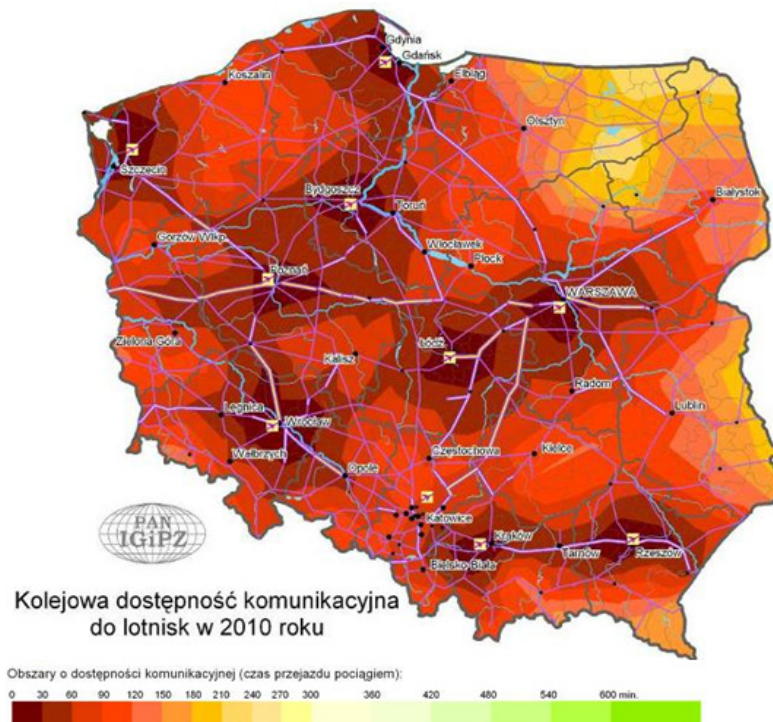 Gdynia
Gdańsk
Koszalin
Elbląg
Olsztyn
Szczecin
Białystok
Bydgoszcz
Toruń
Gorzów Wlkp
Włocławek
Płock
Poznań
WARSZAWA
Zielona Góra
Łódź
Kalisz
Radom
Legnica
Lublin
Wrocław
Wałbrzych
Częstochowa
Kielce
Opole
PAN
IGiPZ
Katowice
Kraków
Tarnów
Rzeszów
Bielsko-Biała
Kolejowa dostępność komunikacyjna
do lotnisk w 2010 roku
Obszary o dostępności komunikacyjnej (czas przejazdu pociągiem):
0 30 60 90 120 150 180 210 240 270 300 360 420 480 540 600 min.